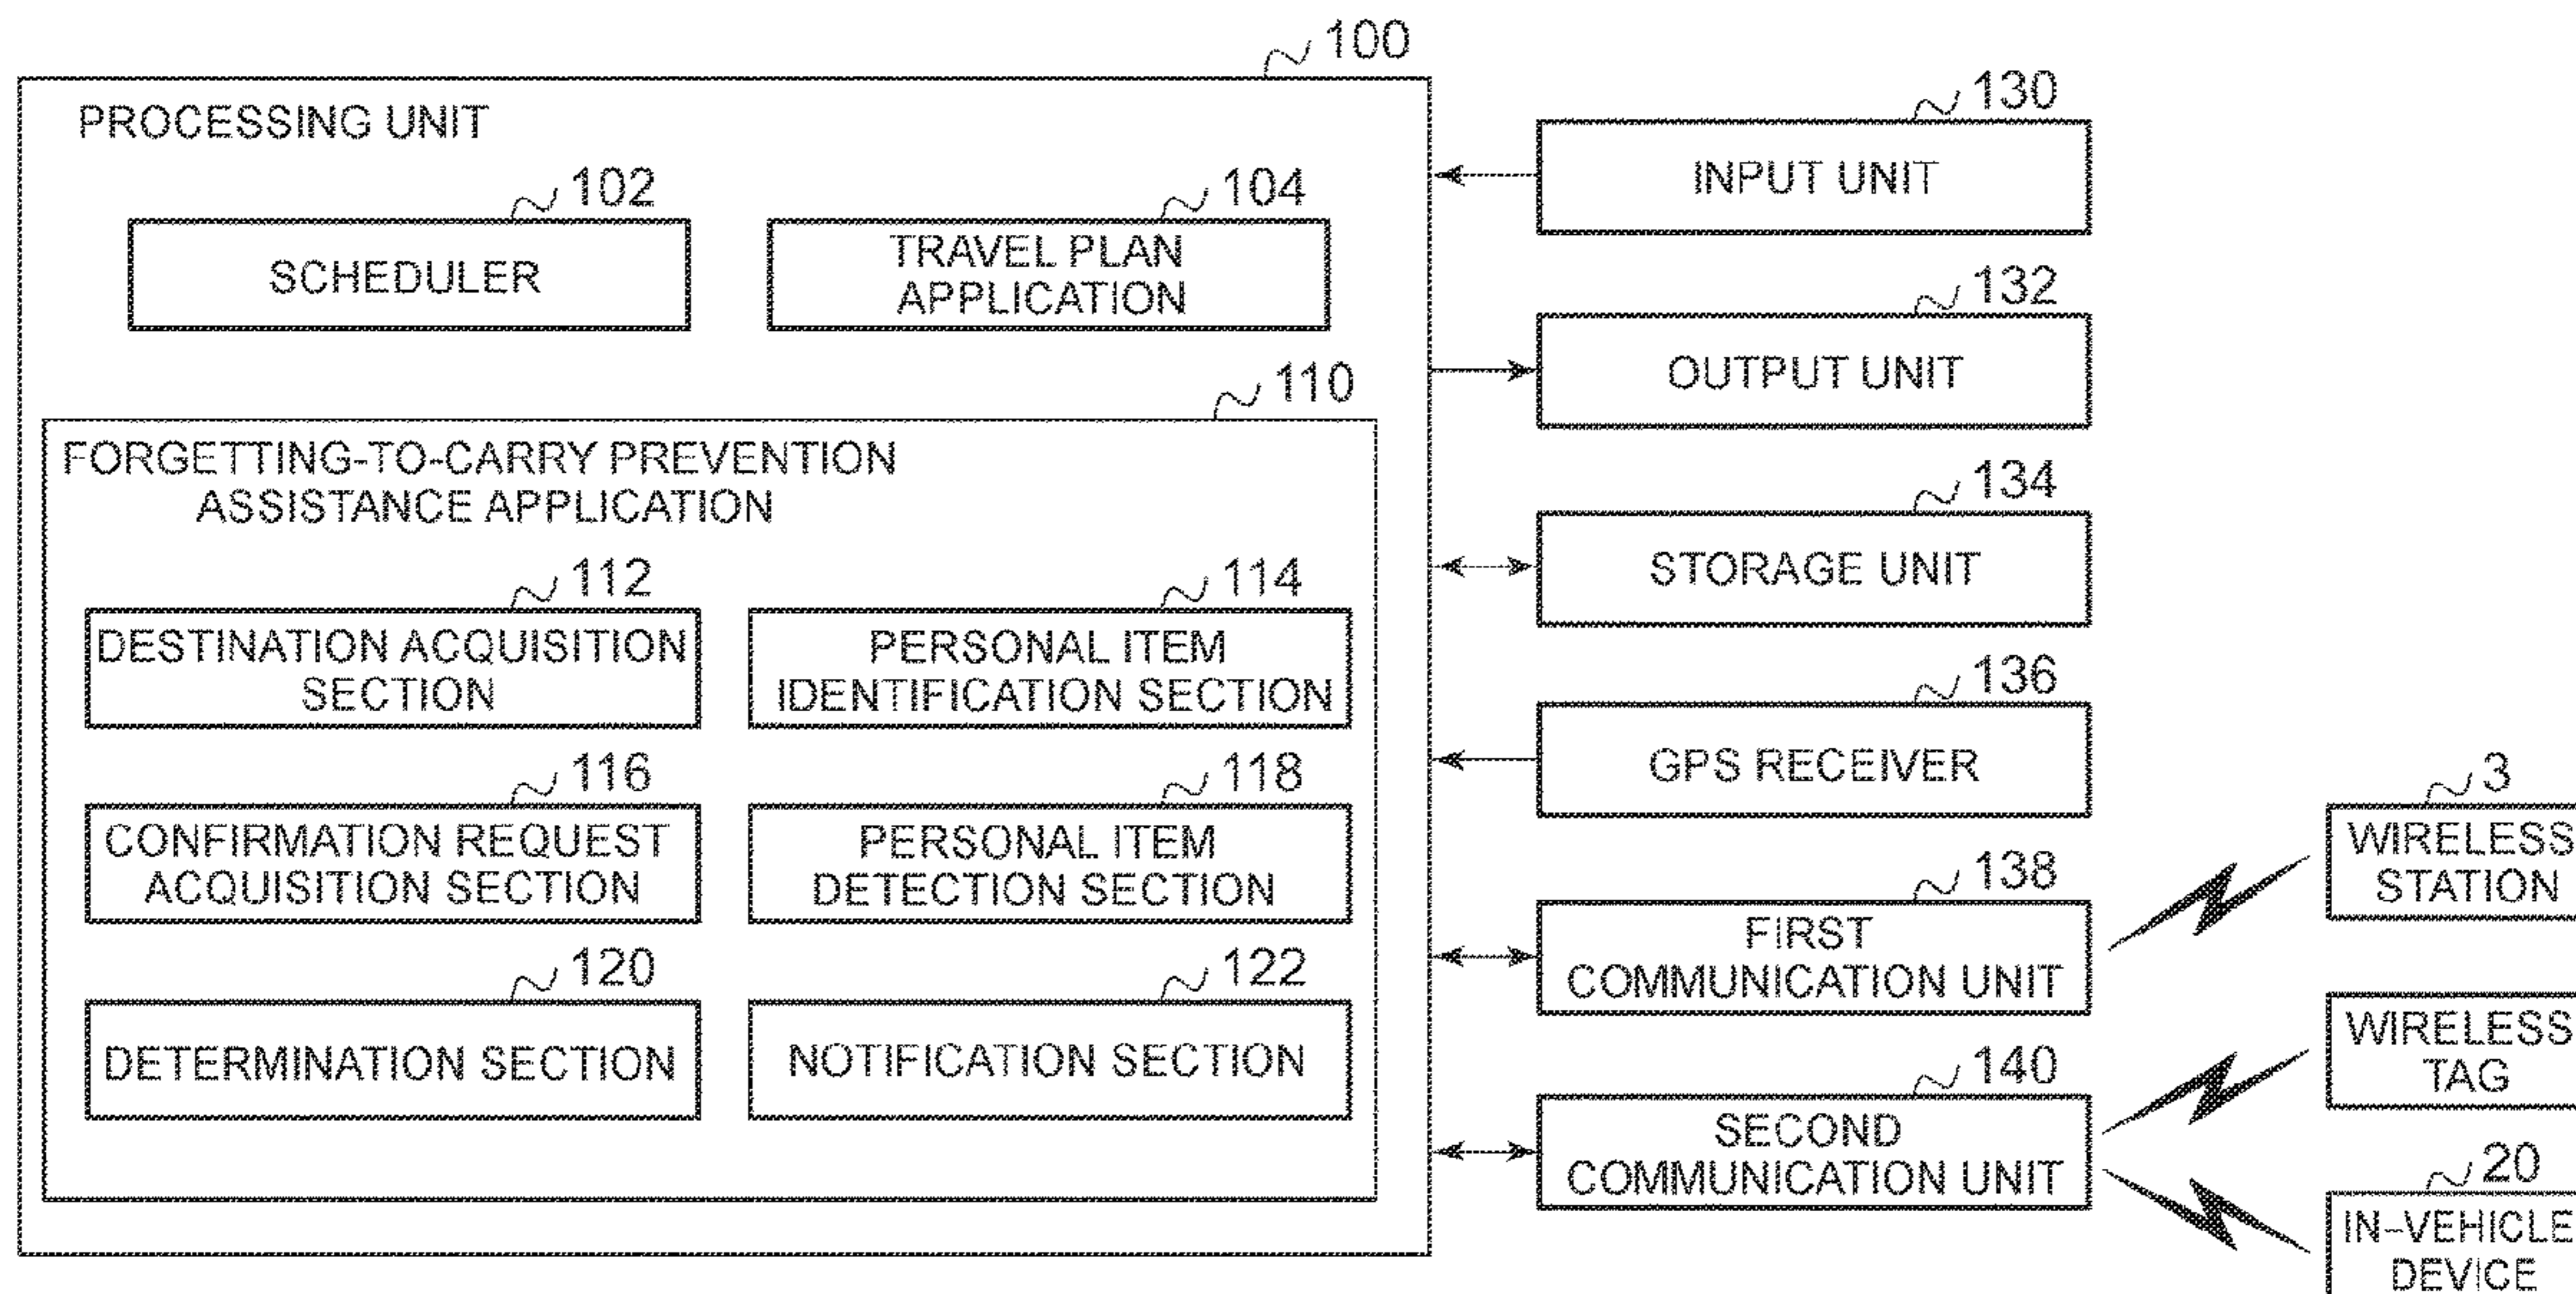 100
PROCESSING UNIT
102
SCHEDULER
104
TRAVEL PLAN
APPLICATION
110
FORGETTING-TO-CARRY PREVENTION
ASSISTANCE APPLICATION
112
DESTINATION ACQUISITION
SECTION
114
PERSONAL ITEM
IDENTIFICATION SECTION
116
CONFIRMATION REQUEST
ACQUISITION SECTION
118
PERSONAL ITEM
DETECTION SECTION
120
DETERMINATION SECTION
122
NOTIFICATION SECTION
130
INPUT UNIT
132
OUTPUT UNIT
134
STORAGE UNIT
136
GPS RECEIVER
138
FIRST
COMMUNICATION UNIT
140
SECOND
COMMUNICATION UNIT
3
WIRELESS
STATION
WIRELESS
TAG
20
IN-VEHICLE
DEVICE